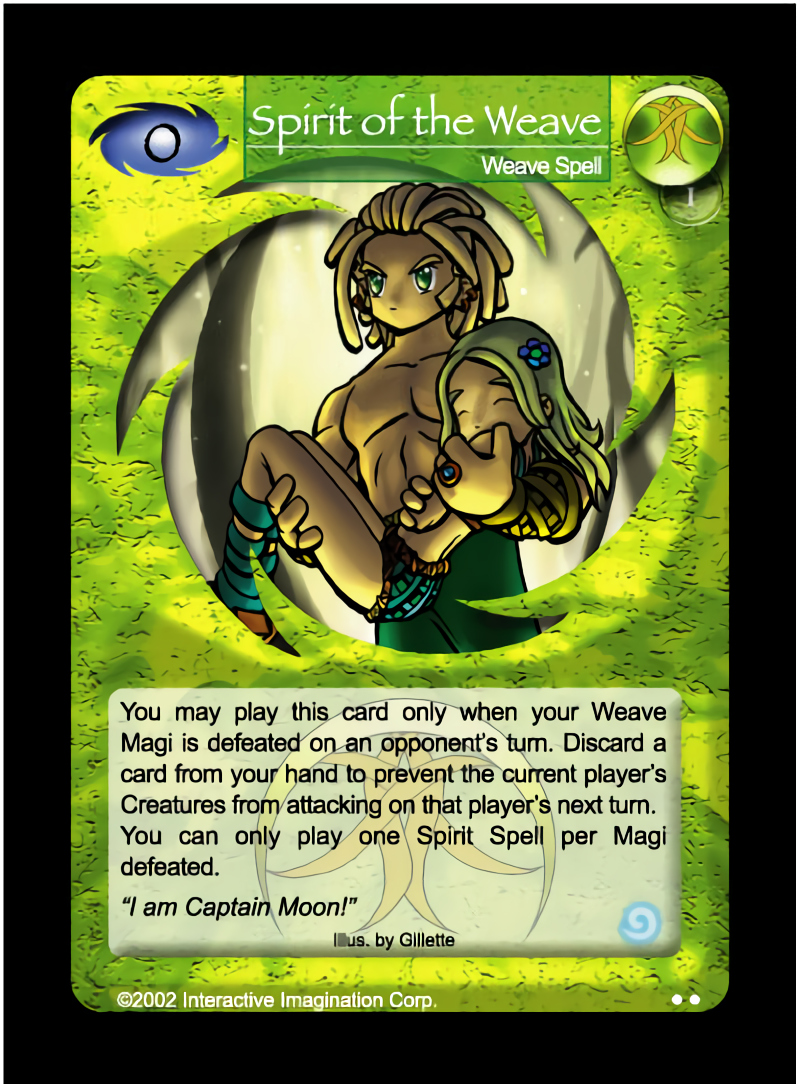 Spirit of the Weave
Weave Spell
1
You may play this card only when your Weave
Magi is defeated on an opponent's turn. Discard a
card from your hand to prevent the current player's
Creatures from attacking on that player's next turn.
You can only play one Spirit Spell per Magi
defeated.
“I am Captain Moon!”
Illus. by Gillette
©2002 Interactive Imagination Corp.